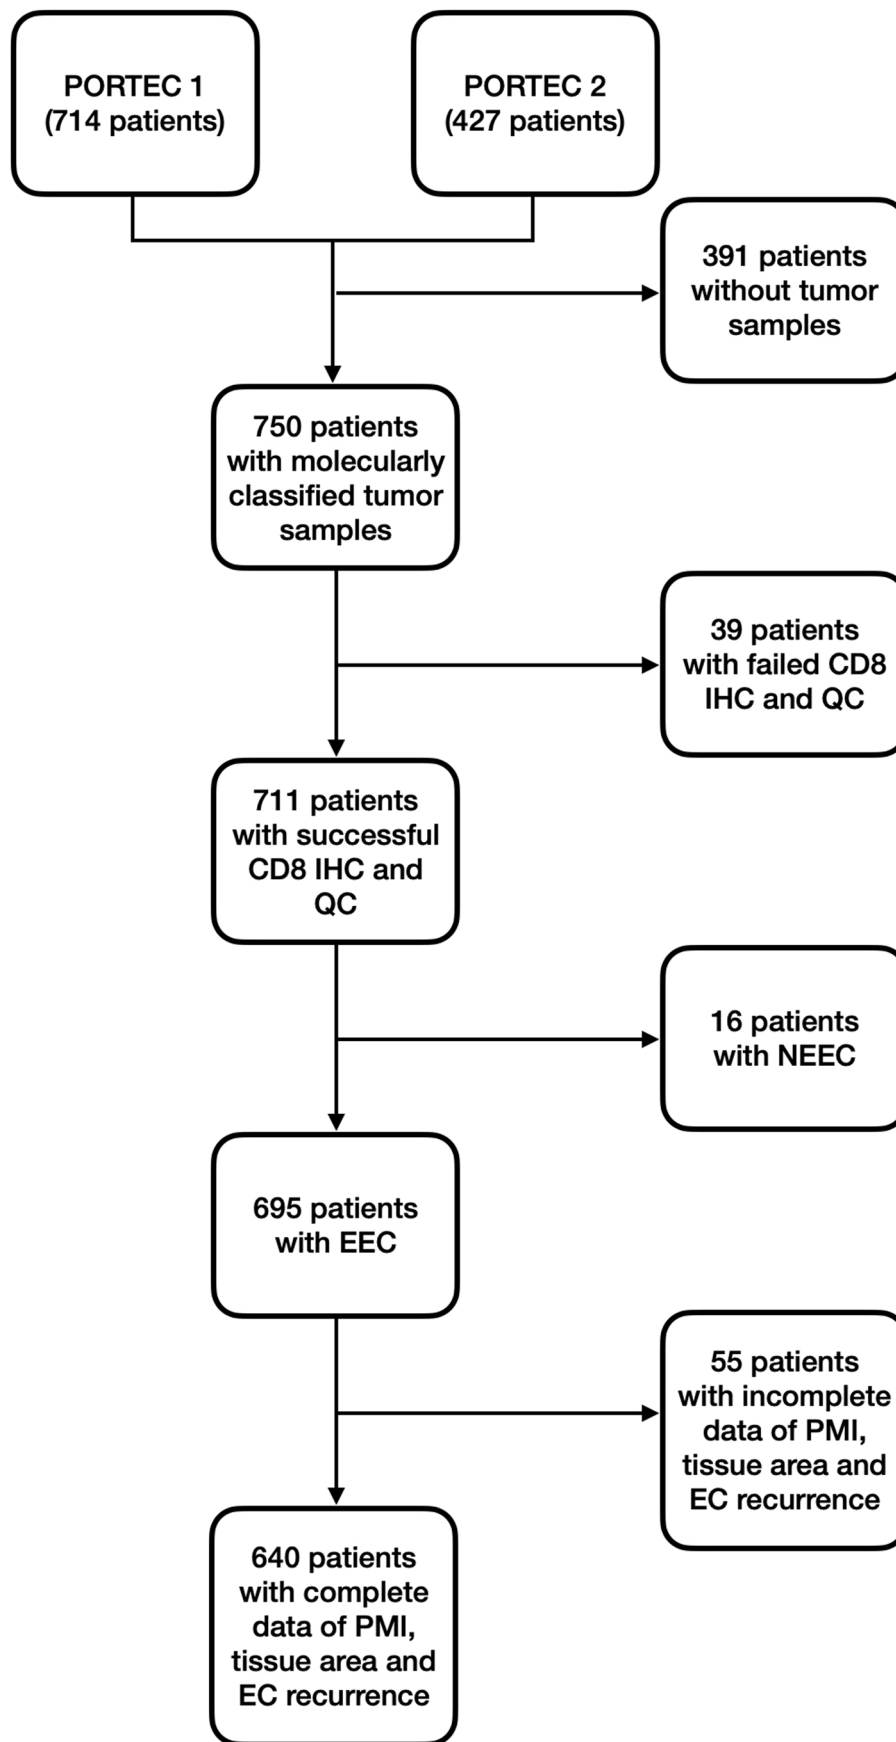 PORTEC 1
(714 patients)
PORTEC 2
(427 patients)
391 patients
without tumor
samples
750 patients
with molecularly
classified tumor
samples
39 patients
with failed CD8
IHC and QC
711 patients
with successful
CD8 IHC and
QC
16 patients
with NEEC
695 patients
with EEC
55 patients
with incomplete
data of PMI,
tissue area and
EC recurrence
640 patients
with complete
data of PMI,
tissue area and
EC recurrence